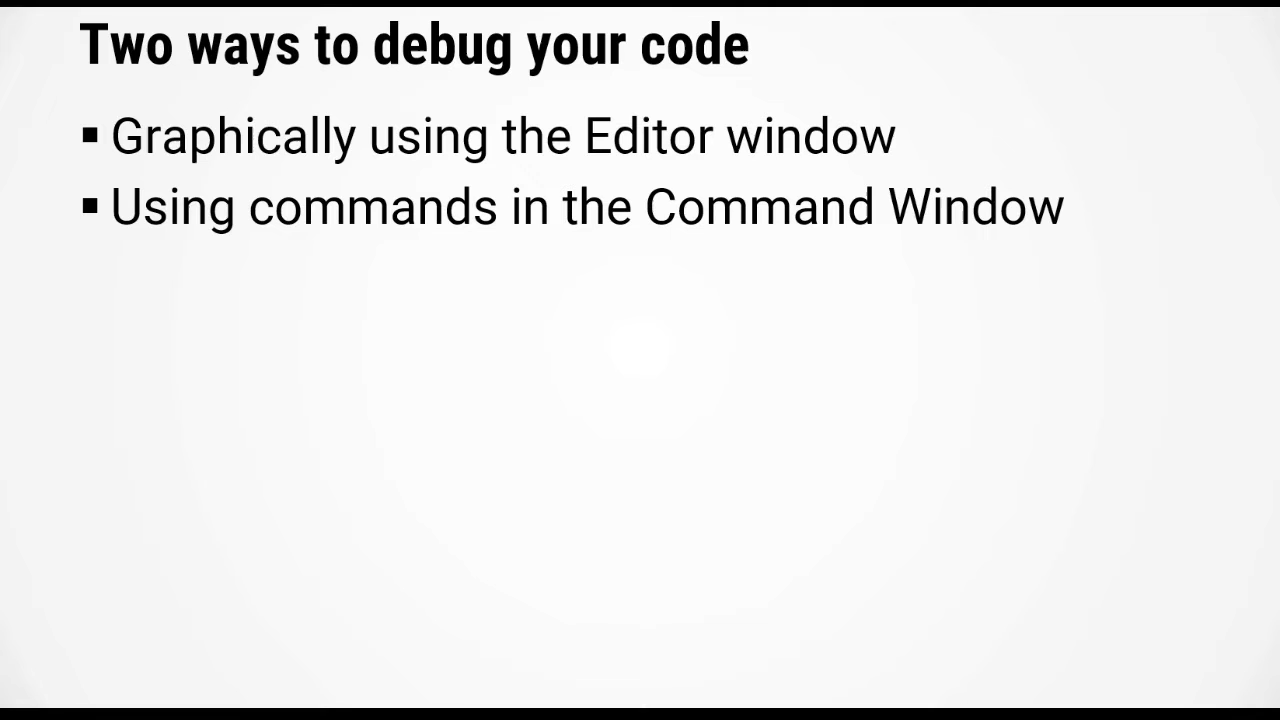 Two ways to debug your code
▪ Graphically using the Editor window
▪ Using commands in the Command Window